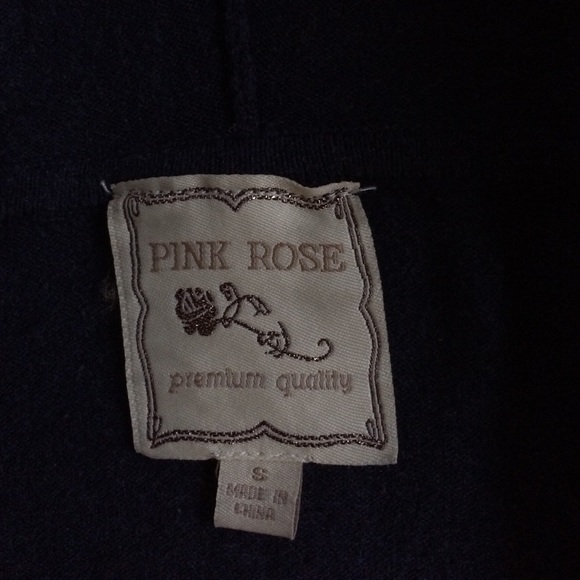 PINK ROSE
premium quality
S
MADE IN
CHINA